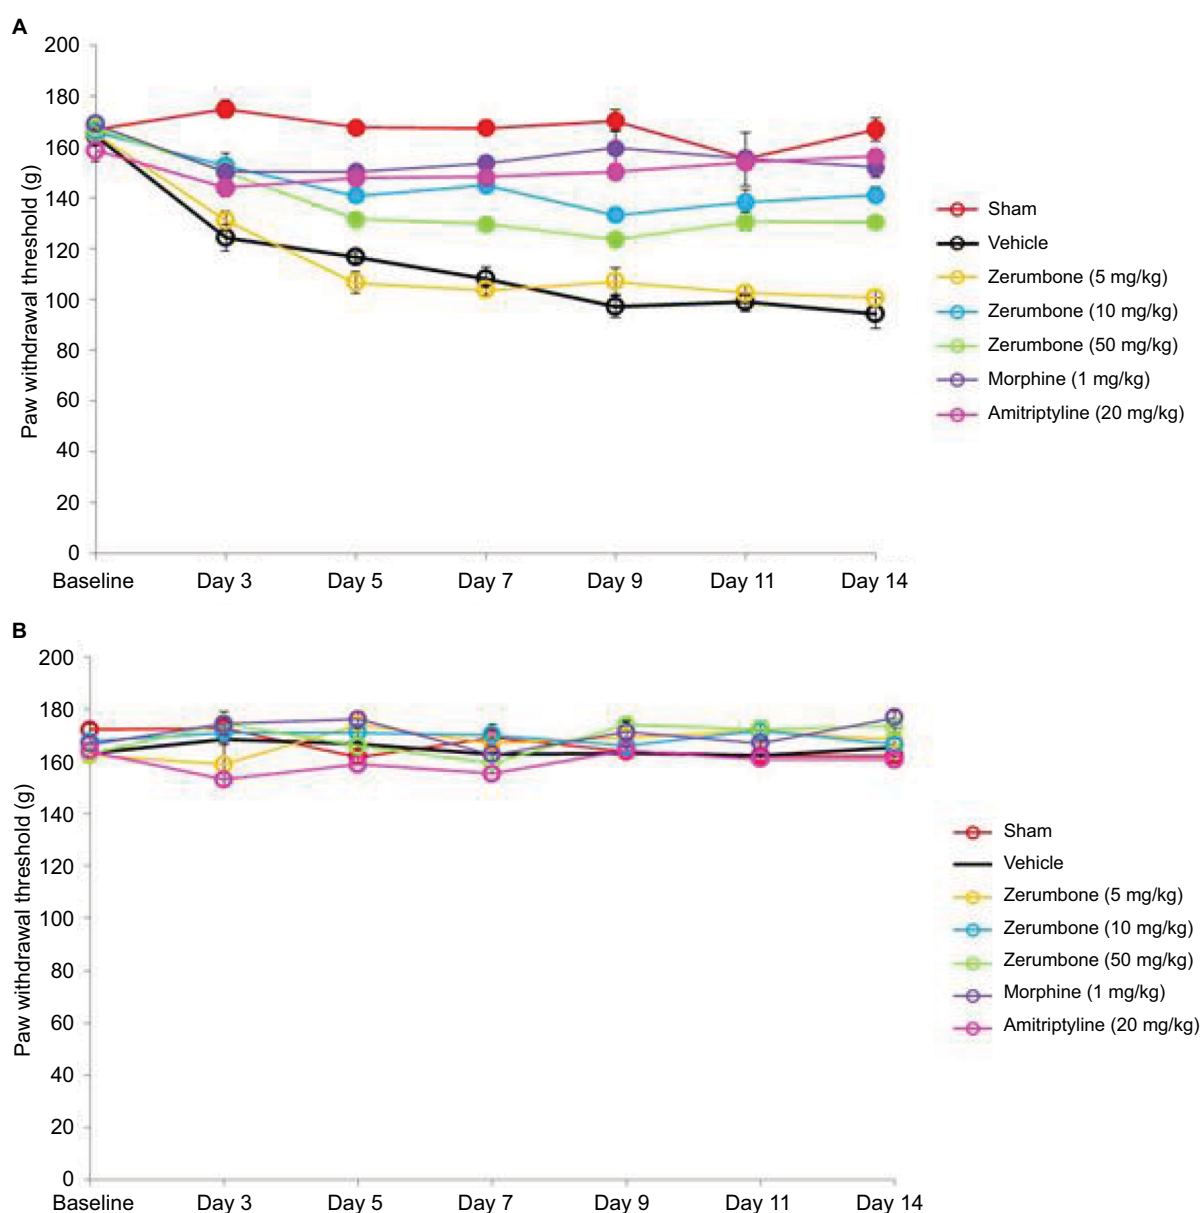 A
200
180
160
140
120
100
80
60
40
20
0
Paw withdrawal threshold (g)
Baseline Day 3 Day 5 Day 7 Day 9 Day 11 Day 14
Sham
Vehicle
Zerumbone (5 mg/kg)
Zerumbone (10 mg/kg)
Zerumbone (50 mg/kg)
Morphine (1 mg/kg)
Amitriptyline (20 mg/kg)
B
200
180
160
140
120
100
80
60
40
20
0
Paw withdrawal threshold (g)
Baseline Day 3 Day 5 Day 7 Day 9 Day 11 Day 14
Sham
Vehicle
Zerumbone (5 mg/kg)
Zerumbone (10 mg/kg)
Zerumbone (50 mg/kg)
Morphine (1 mg/kg)
Amitriptyline (20 mg/kg)